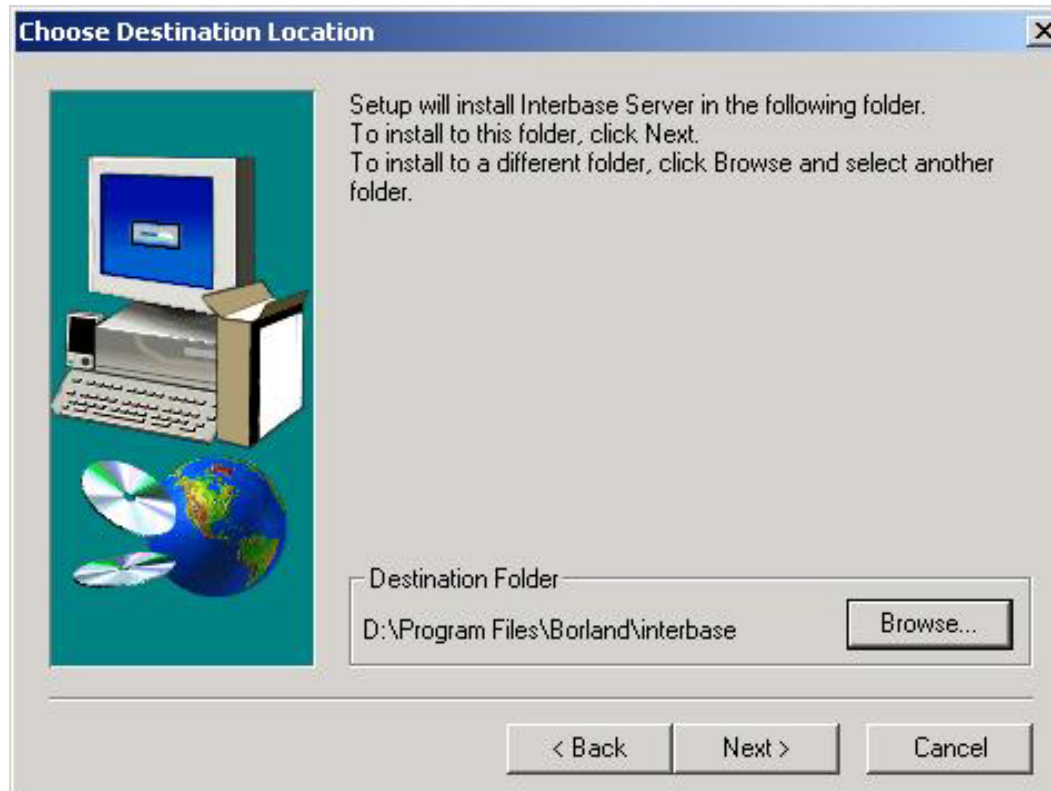 Choose Destination Location
Setup will install Interbase Server in the following folder.
To install to this folder, click Next.
To install to a different folder, click Browse and select another
folder.
Destination Folder
D:\Program Files\Borland\interbase
Browse...
< Back
Next >
Cancel